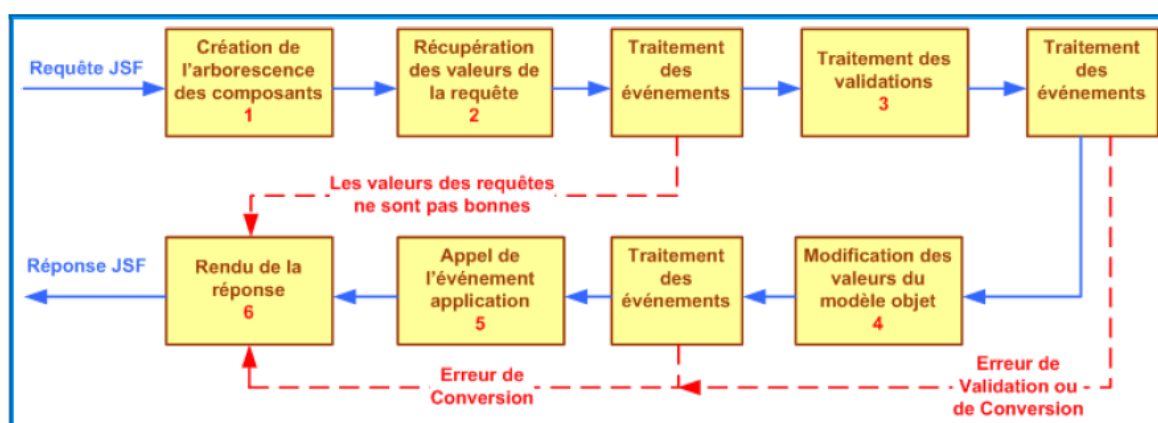 Requête JSF
Création de
l'arborescence
des composants
1
Récupération
des valeurs de
la requête
2
Traitement
des
événements
Traitement des
validations
3
Traitement
des
événements
Les valeurs des requêtes
ne sont pas bonnes
Réponse JSF
Rendu de la
réponse
6
Appel de
l'événement
application
5
Traitement
des
événements
Modification des
valeurs du
modèle objet
4
Erreur de
Conversion
Erreur de
Validation ou
de Conversion